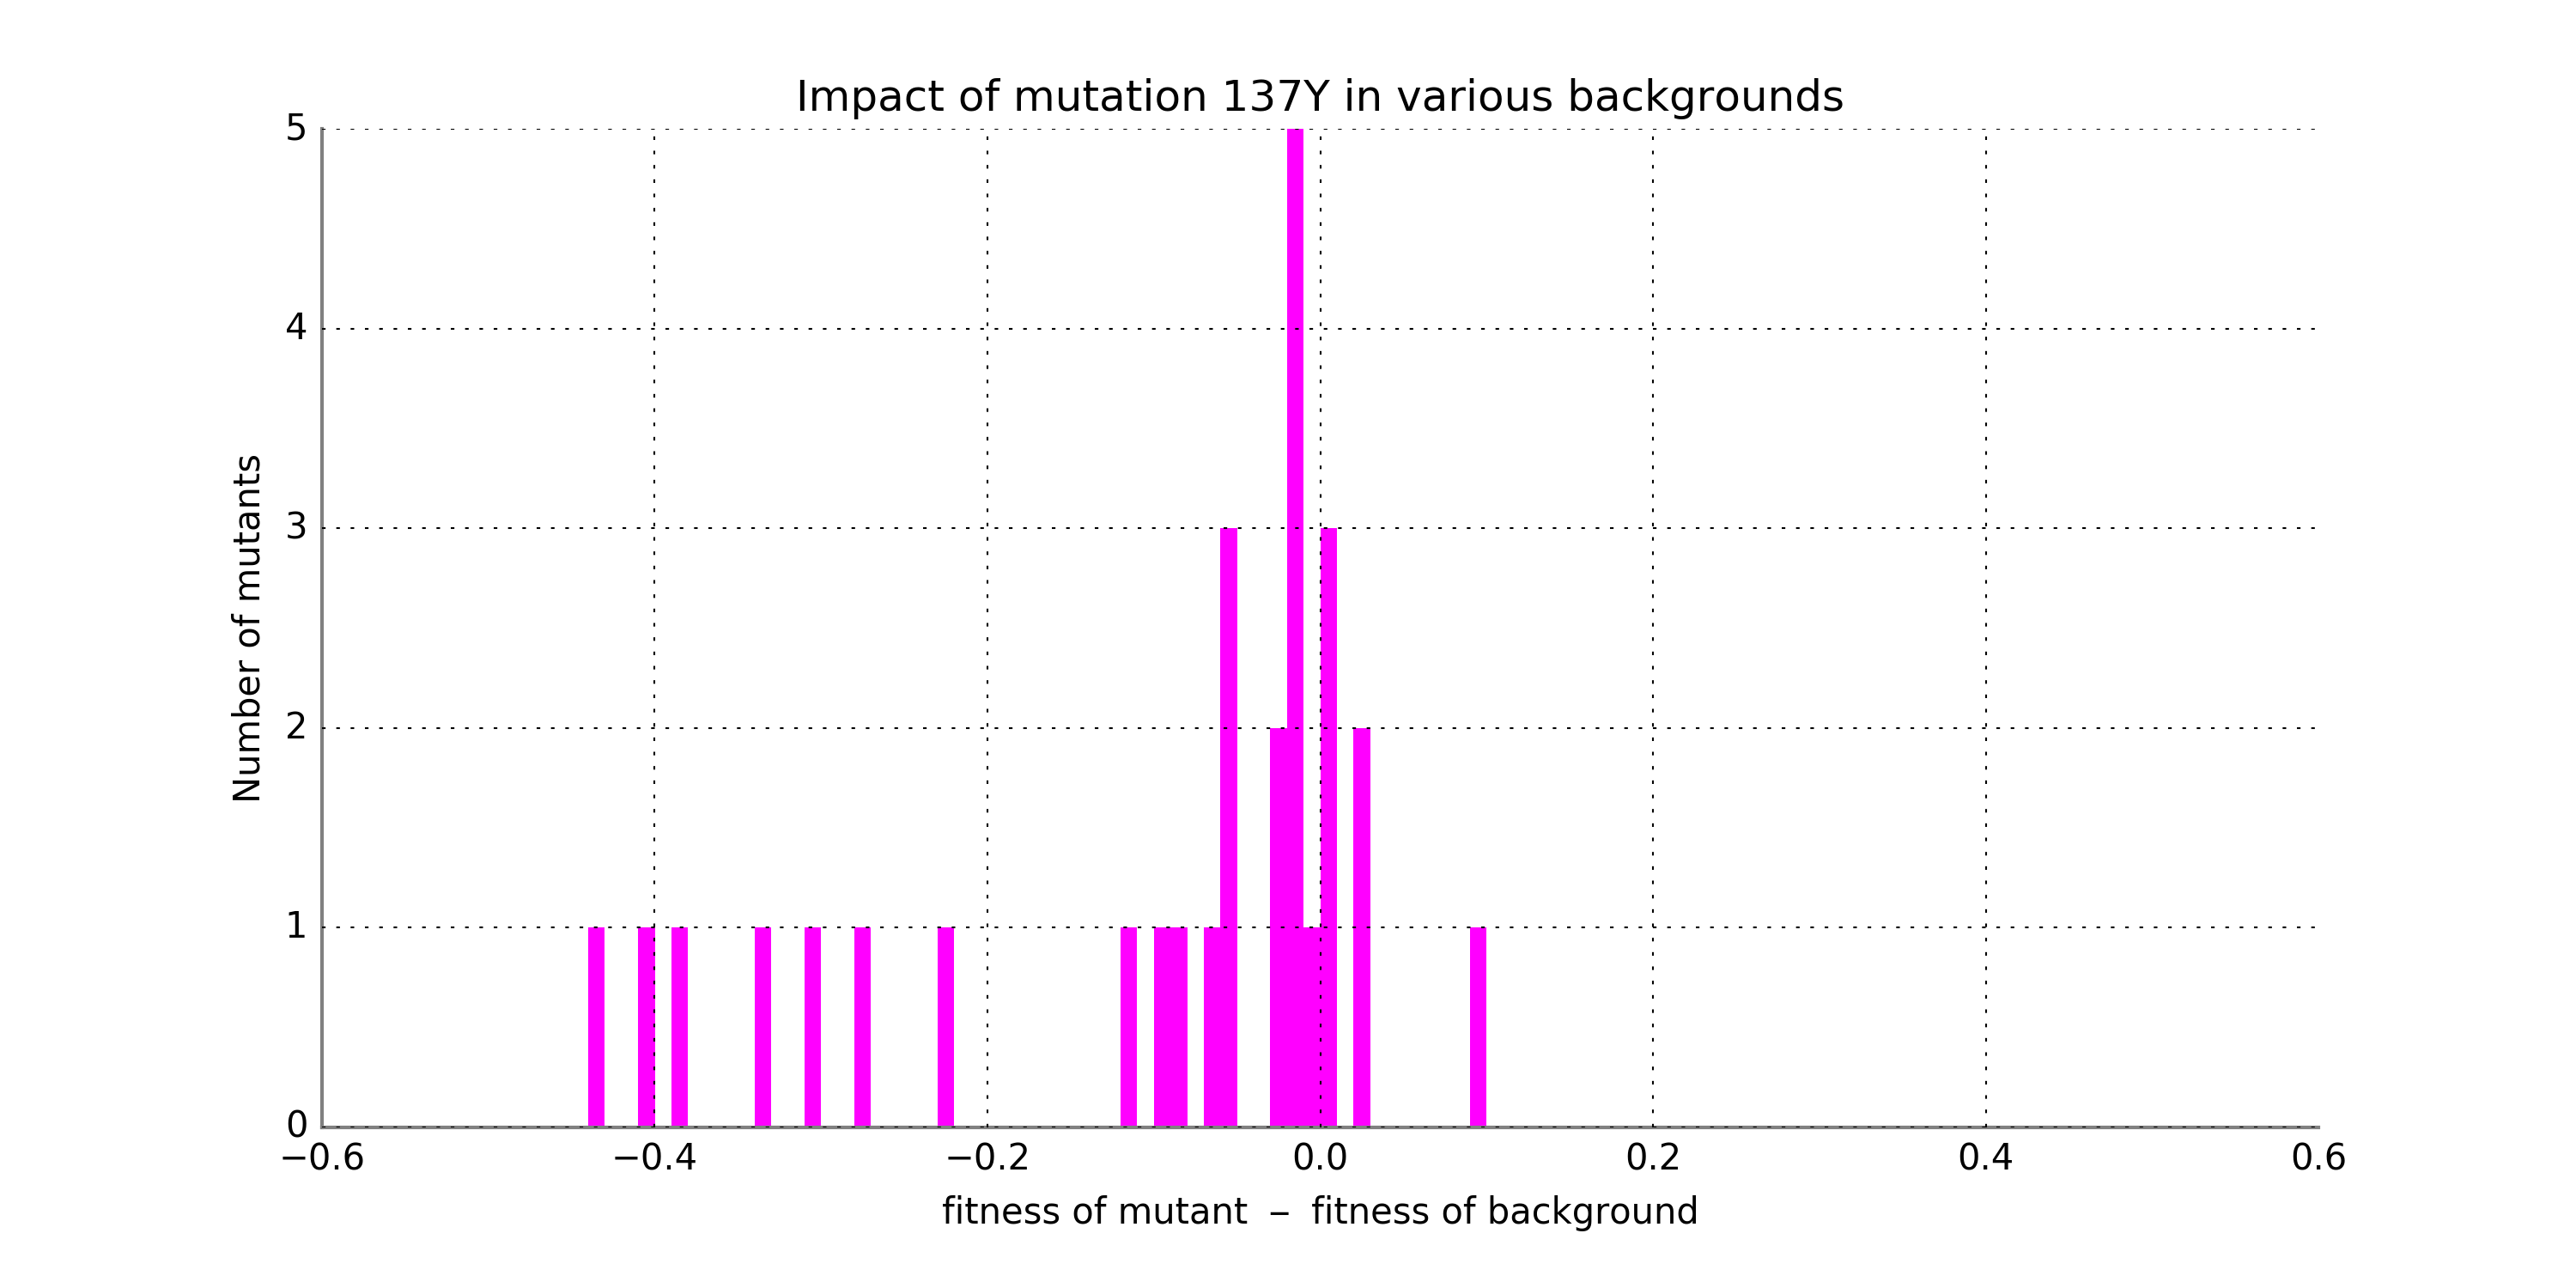 Impact of mutation 137Y in various backgrounds
5
4
3
2
1
0
Number of mutants
−0.6 −0.4 −0.2 0.0 0.2 0.4 0.6
fitness of mutant − fitness of background